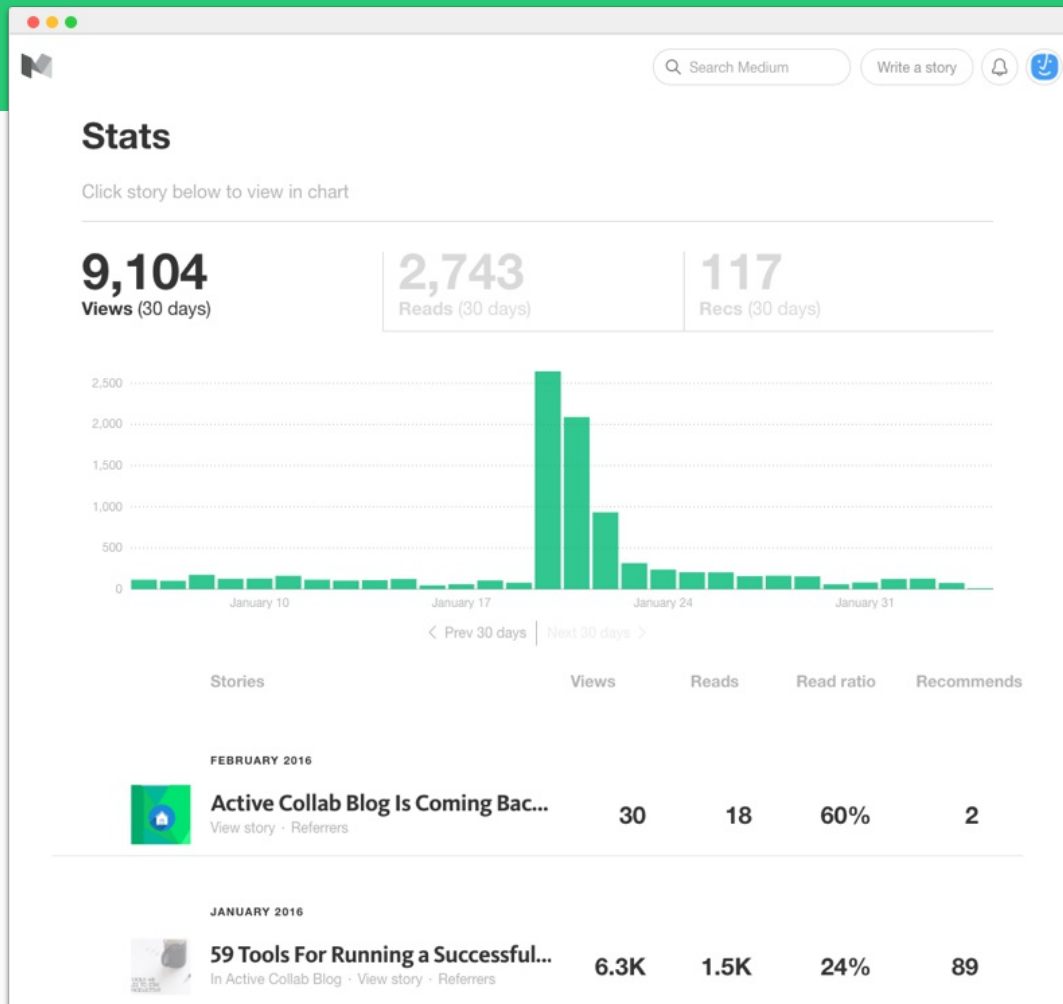 Search Medium
Write a story
Stats
Click story below to view in chart
9,104
Views (30 days)
2,743
Reads (30 days)
117
Recs (30 days)
2,500
2,000
1,500
1,000
500
0
January 10 January 17 January 24 January 31
Prev 30 days Next 30 days
Stories Views Reads Read ratio Recommends
FEBRUARY 2016
Active Collab Blog Is Coming Bac... 30 18 60% 2
View story · Referrers
JANUARY 2016
59 Tools For Running a Successful... 6.3K 1.5K 24% 89
In Active Collab Blog · View story · Referrers